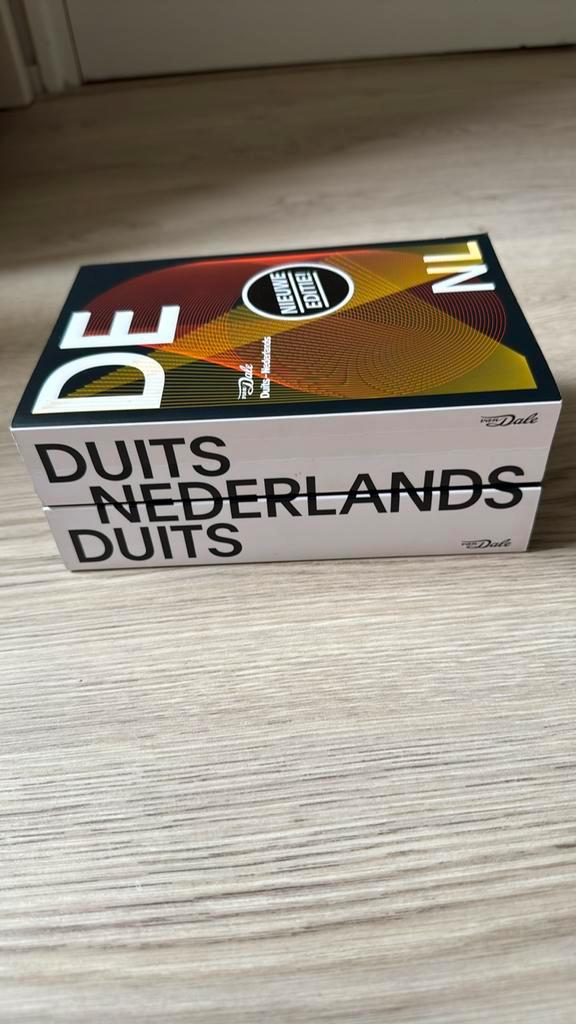 DE
NL
NIEUWE
EDITIE!
van Dale
Duits - Nederlands
van Dale
DUITS
NEDERLANDS
DUITS
van Dale